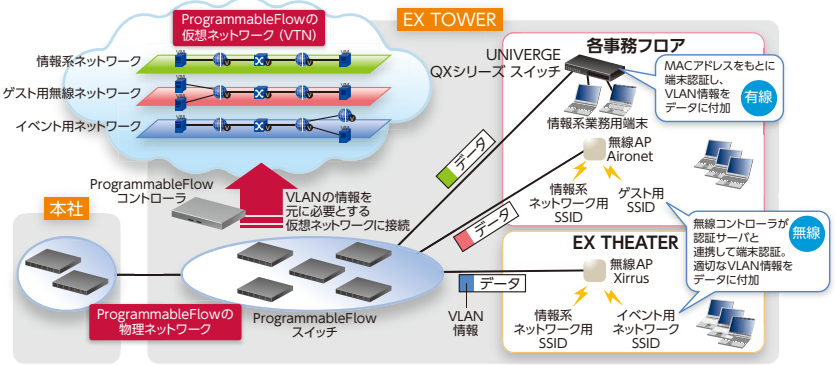 ProgrammableFlowの
仮想ネットワーク（VTN）
EX TOWER
情報系ネットワーク
ゲスト用無線ネットワーク
イベント用ネットワーク
UNIVERGE
QXシリーズ スイッチ
各事務フロア
MACアドレスをもとに
端末認証し、
VLAN情報を
データに付加
有線
情報系業務用端末
データ
無線AP
Aironet
情報系
ネットワーク用
SSID
ゲスト用
SSID
ProgrammableFlow
コントローラ
VLANの情報を
元に必要とする
仮想ネットワークに接続
本社
データ
無線コントローラが
認証サーバと
連携して端末認証。
適切なVLAN情報を
データに付加
無線
EX THEATER
無線AP
Xirrus
データ
VLAN
情報
情報系
ネットワーク用
SSID
イベント用
ネットワーク
SSID
ProgrammableFlowの
物理ネットワーク
ProgrammableFlow
スイッチ